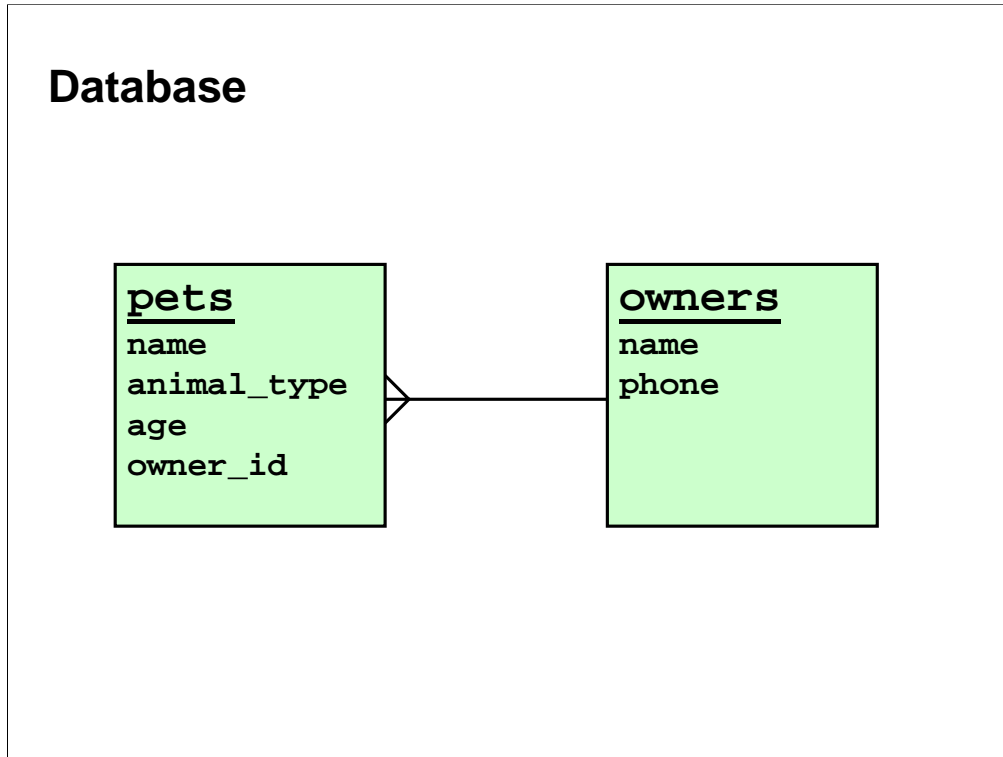 Database
pets
name
animal_type
age
owner_id
owners
name
phone